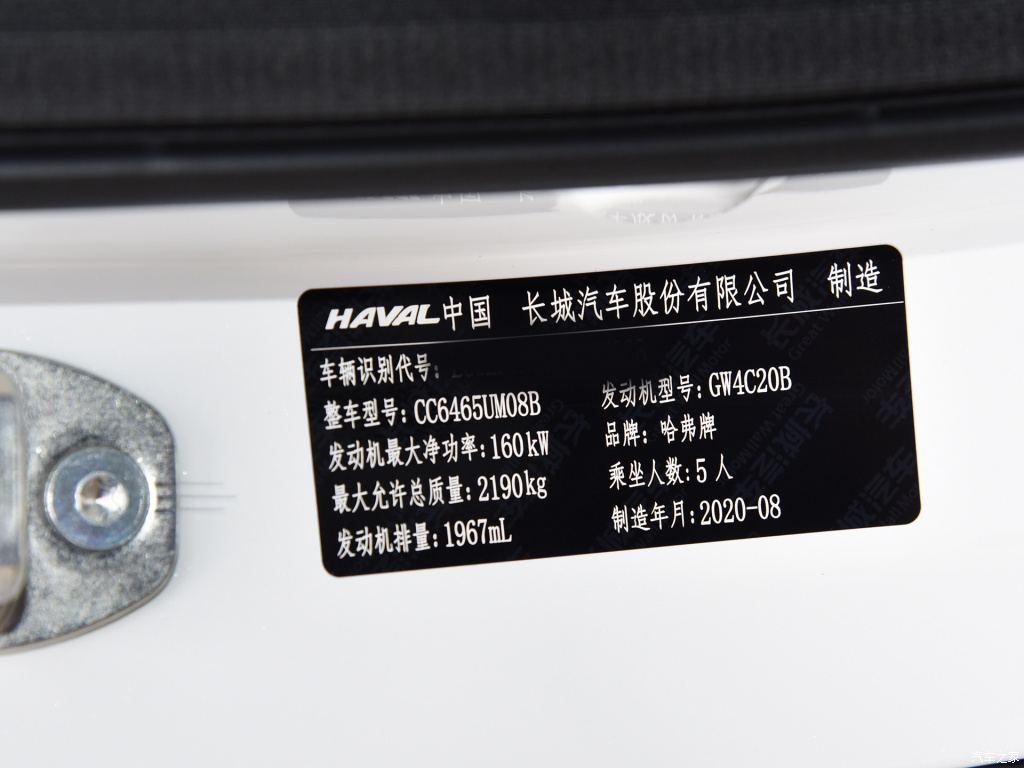 HAVAL中国 长城汽车股份有限公司 制造
车辆识别代号:
整车型号: CC6465UM08B
发动机型号: GW4C20B
发动机最大净功率: 160kW
品牌: 哈弗牌
最大允许总质量: 2190kg
乘坐人数: 5人
发动机排量: 1967mL
制造年月: 2020-08
汽车之家